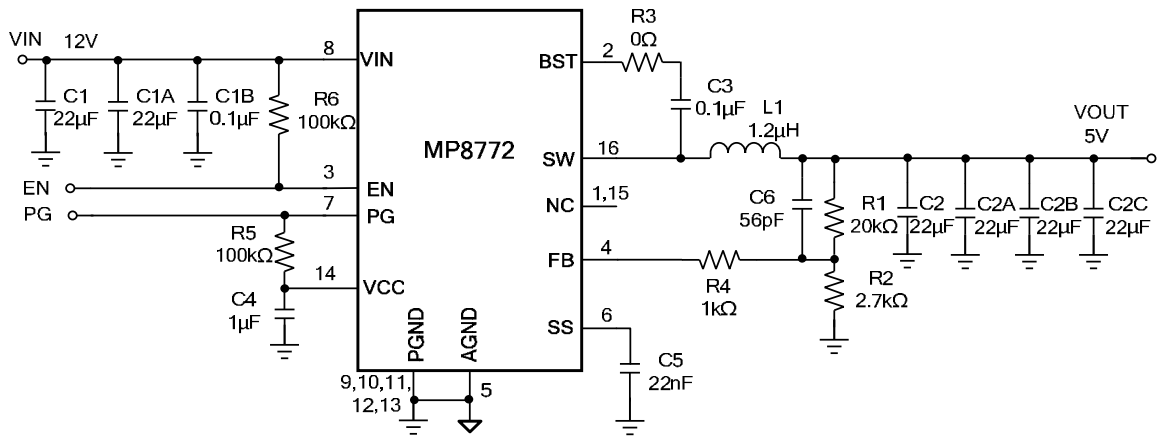 VIN 12V
C1
22µF
C1A
22µF
C1B
0.1µF
R6
100kΩ
EN
PG
R5
100kΩ
C4
1µF
8
3
7
14
VIN
EN
PG
VCC
MP8772
BST
SW
NC
FB
SS
PGND
AGND
9,10,11,
12,13
5
2
16
1,15
4
6
R3
0Ω
C3
0.1µF
L1
1.2µH
C6
56pF
R1
20kΩ
R4
1kΩ
R2
2.7kΩ
C5
22nF
C2
22µF
C2A
22µF
C2B
22µF
C2C
22µF
VOUT
5V